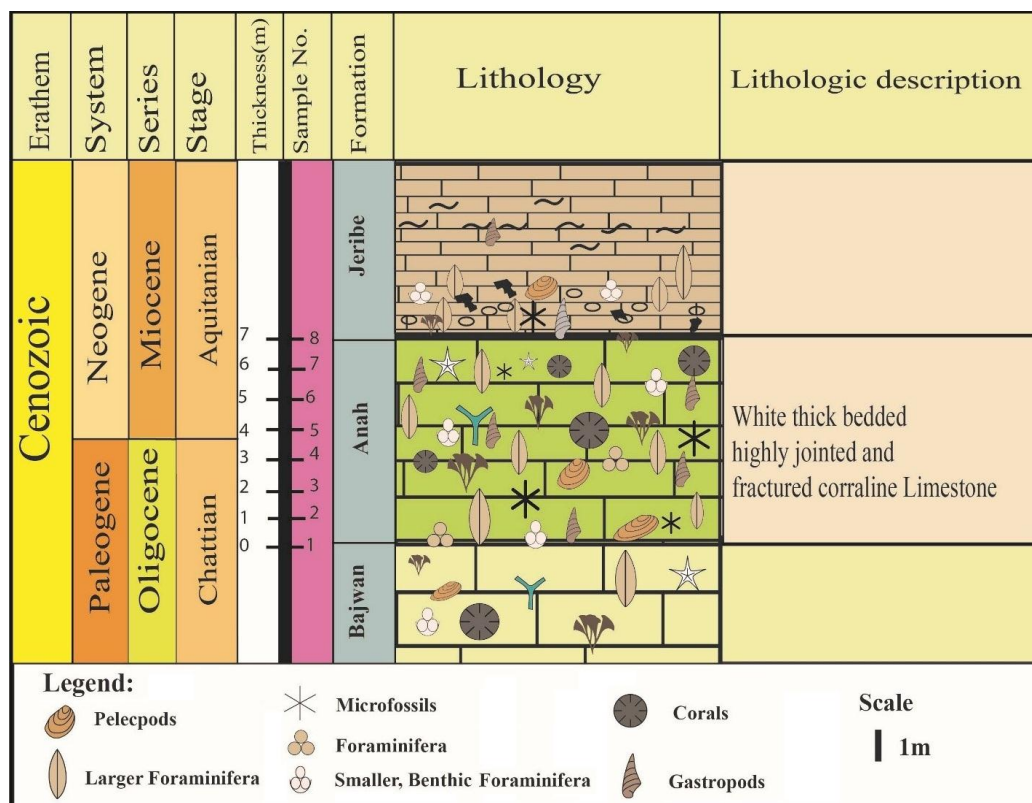 Erathem
System
Series
Stage
Thickness(m)
Sample No.
Formation
Lithology
Lithologic description
Cenozoic
Neogene
Paleogene
Miocene
Oligocene
Aquitanian
Chattian
7
6
5
4
3
2
1
0
8
7
6
5
4
3
2
1
Jeribe
Anah
Bajwan
White thick bedded
highly jointed and
fractured corraline Limestone
Legend:
Pelecpods
Larger Foraminifera
Microfossils
Foraminifera
Smaller, Benthic Foraminifera
Corals
Gastropods
Scale
1m